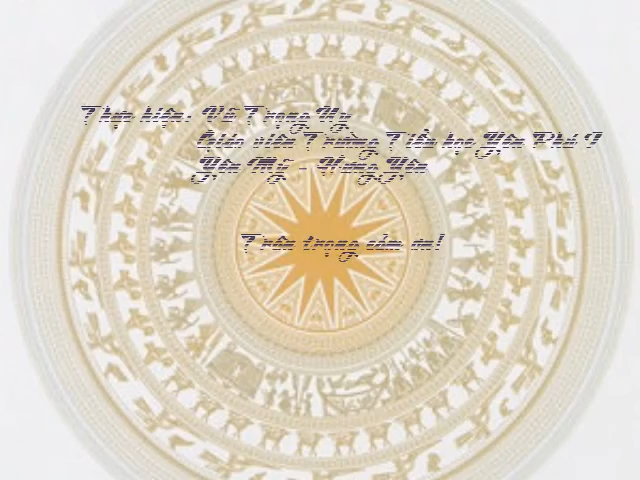 Thực hiện: Vũ Trọng Uy
Giáo viên Trường Tiểu học Yên Phú I
Yên Mỹ - Hưng Yên
Trân trọng cảm ơn!